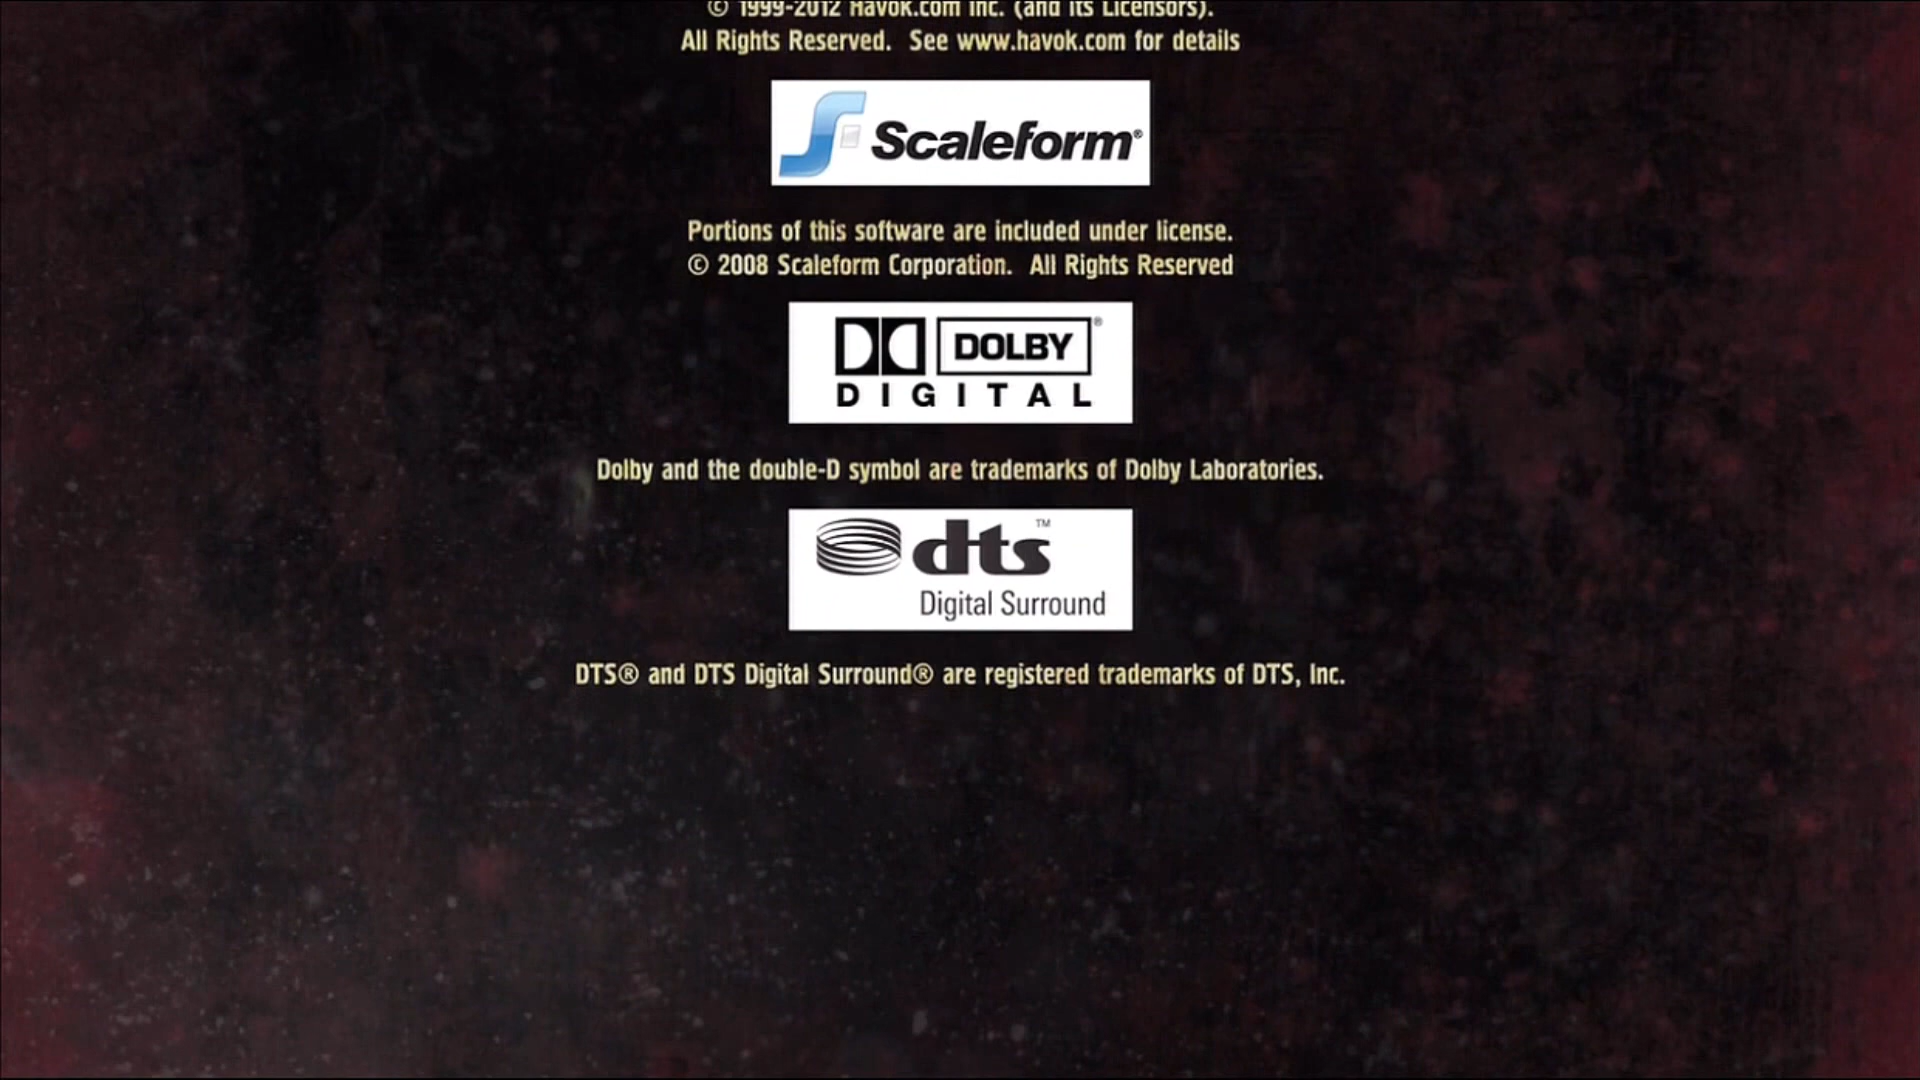 © 1999-2012 Havok.com Inc. (and its Licensors).
All Rights Reserved.  See www.havok.com for details
Scaleform®
Portions of this software are included under license.
© 2008 Scaleform Corporation.  All Rights Reserved
DOLBY®
DIGITAL
Dolby and the double-D symbol are trademarks of Dolby Laboratories.
dts™
Digital Surround
DTS® and DTS Digital Surround® are registered trademarks of DTS, Inc.